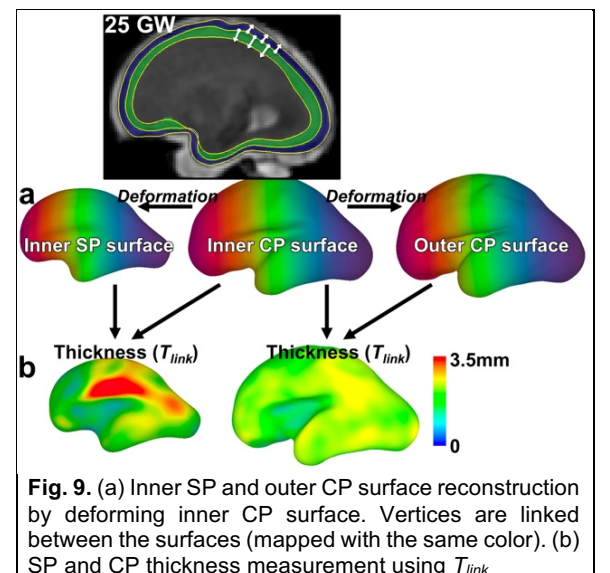 25 GW
a
Deformation Deformation
Inner SP surface Inner CP surface Outer CP surface
b
Thickness (Tlink) Thickness (Tlink)
3.5mm
0
Fig. 9. (a) Inner SP and outer CP surface reconstruction
by deforming inner CP surface. Vertices are linked
between the surfaces (mapped with the same color). (b)
SP and CP thickness measurement using Tlink